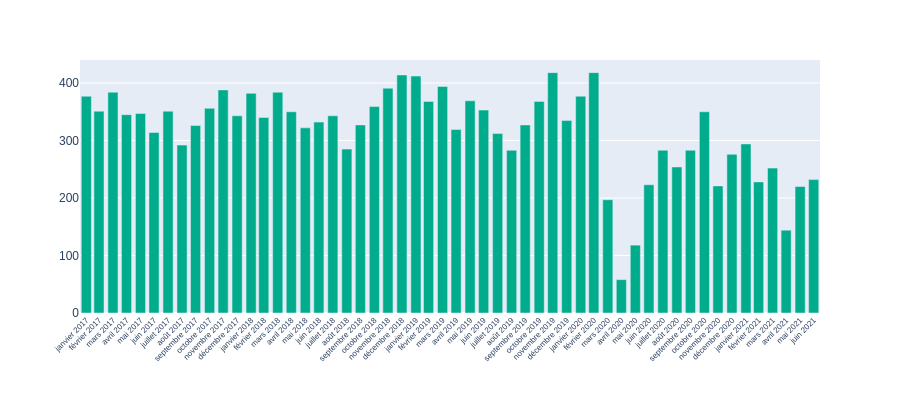 400
300
200
100
0
janvier 2017
février 2017
mars 2017
avril 2017
mai 2017
juin 2017
juillet 2017
août 2017
septembre 2017
octobre 2017
novembre 2017
décembre 2017
janvier 2018
février 2018
mars 2018
avril 2018
mai 2018
juin 2018
juillet 2018
août 2018
septembre 2018
octobre 2018
novembre 2018
décembre 2018
janvier 2019
février 2019
mars 2019
avril 2019
mai 2019
juin 2019
juillet 2019
août 2019
septembre 2019
octobre 2019
novembre 2019
décembre 2019
janvier 2020
février 2020
mars 2020
avril 2020
mai 2020
juin 2020
juillet 2020
août 2020
septembre 2020
octobre 2020
novembre 2020
décembre 2020
janvier 2021
février 2021
mars 2021
avril 2021
mai 2021
juin 2021